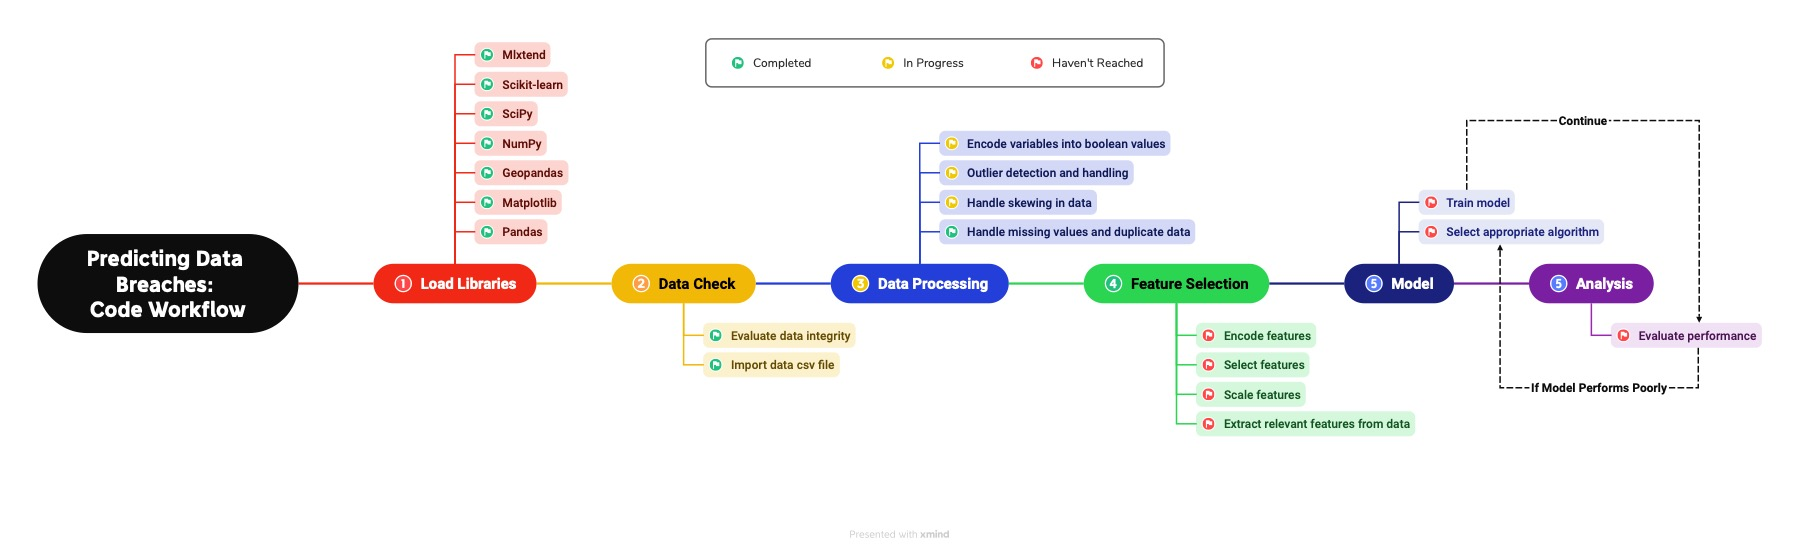 Mlxtend
Scikit-learn
SciPy
NumPy
Geopandas
Matplotlib
Pandas
Completed
In Progress
Haven't Reached
Encode variables into boolean values
Outlier detection and handling
Handle skewing in data
Handle missing values and duplicate data
Continue
Train model
Select appropriate algorithm
Predicting Data
Breaches:
Code Workflow
1 Load Libraries
2 Data Check
3 Data Processing
4 Feature Selection
5 Model
5 Analysis
Evaluate data integrity
Import data csv file
Encode features
Select features
Scale features
Extract relevant features from data
Evaluate performance
If Model Performs Poorly
Presented with xmind